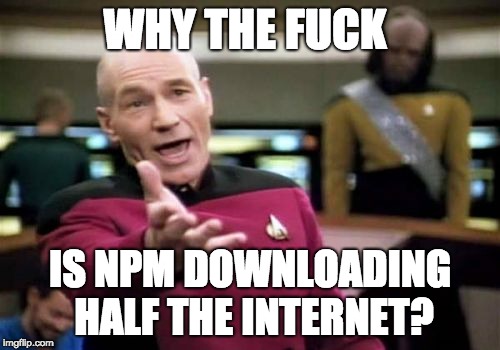 WHY THE FUCK
IS NPM DOWNLOADING
HALF THE INTERNET?
imgflip.com